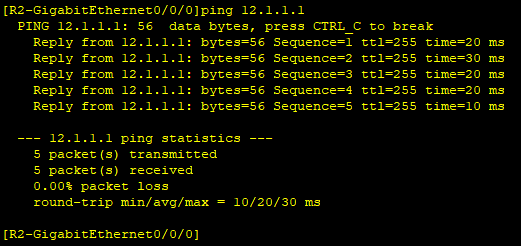 [R2-GigabitEthernet0/0/0]ping 12.1.1.1
PING 12.1.1.1: 56  data bytes, press CTRL_C to break
Reply from 12.1.1.1: bytes=56 Sequence=1 ttl=255 time=20 ms
Reply from 12.1.1.1: bytes=56 Sequence=2 ttl=255 time=30 ms
Reply from 12.1.1.1: bytes=56 Sequence=3 ttl=255 time=20 ms
Reply from 12.1.1.1: bytes=56 Sequence=4 ttl=255 time=20 ms
Reply from 12.1.1.1: bytes=56 Sequence=5 ttl=255 time=10 ms
--- 12.1.1.1 ping statistics ---
5 packet(s) transmitted
5 packet(s) received
0.00% packet loss
round-trip min/avg/max = 10/20/30 ms
[R2-GigabitEthernet0/0/0]